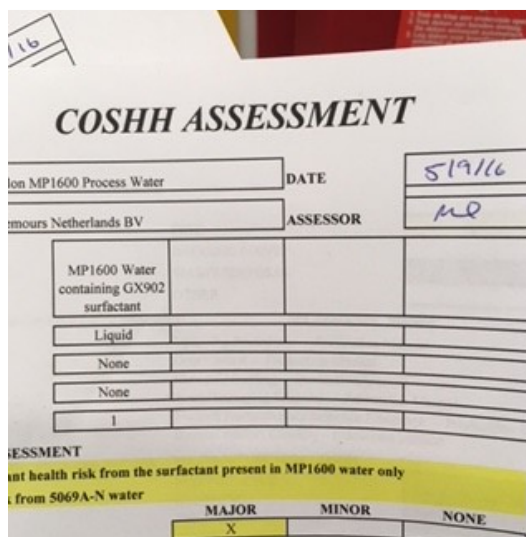 /16
COSHH ASSESSMENT
lon MP1600 Process Water
DATE
5/9/16
emours Netherlands BV
ASSESSOR
MP1600 Water
containing GX902
surfactant
Liquid
None
None
1
SESSMENT
ant health risk from the surfactant present in MP1600 water only
from 5069A-N water
MAJOR MINOR NONE
X